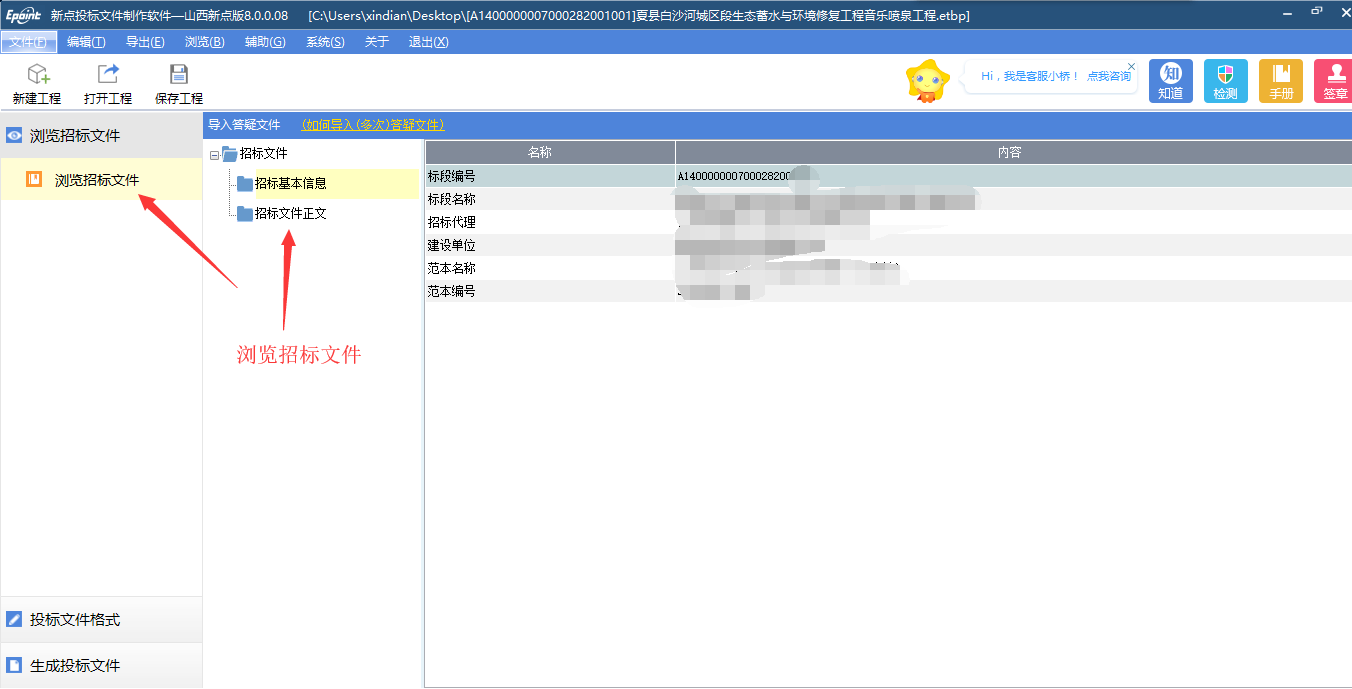 Epoint 新点投标文件制作软件—山西新点版8.0.0.08 [C:\Users\xindian\Desktop\[A1400000007000282001001]夏县白沙河城区段生态蓄水与环境修复工程音乐喷泉工程.etbp]
文件(F) 编辑(T) 导出(E) 浏览(B) 辅助(G) 系统(S) 关于 退出(X)
新建工程 打开工程 保存工程
Hi，我是客服小桥！ 点我咨询
知
知道 检测 手册 签章
浏览招标文件
浏览招标文件
投标文件格式
生成投标文件
导入答疑文件 (如何导入(多次)答疑文件)
招标文件
招标基本信息
招标文件正文
浏览招标文件
名称 内容
标段编号 A140000000700028200
标段名称
招标代理
建设单位
范本名称
范本编号